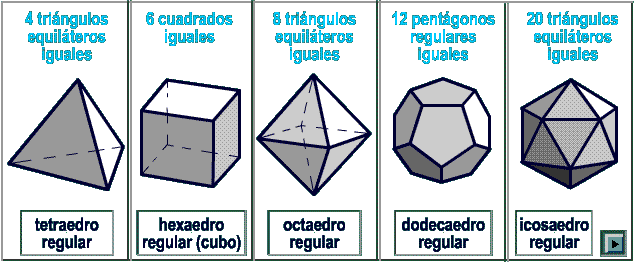 4 triángulos
equiláteros
iguales
6 cuadrados
iguales
8 triángulos
equiláteros
iguales
12 pentágonos
regulares
iguales
20 triángulos
equiláteros
iguales
tetraedro
regular
hexaedro
regular (cubo)
octaedro
regular
dodecaedro
regular
icosaedro
regular